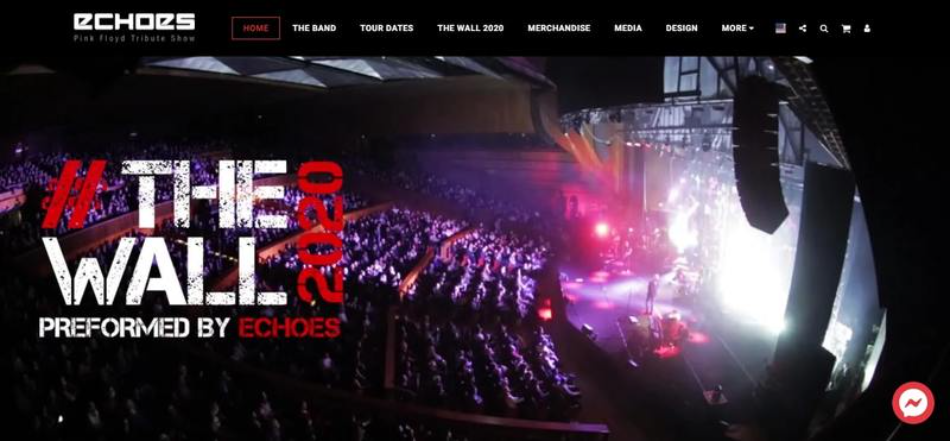 echoes
Pink Floyd Tribute Show
HOME THE BAND TOUR DATES THE WALL 2020 MERCHANDISE MEDIA DESIGN MORE
// THE
WALL
2020
PREFORMED BY ECHOES